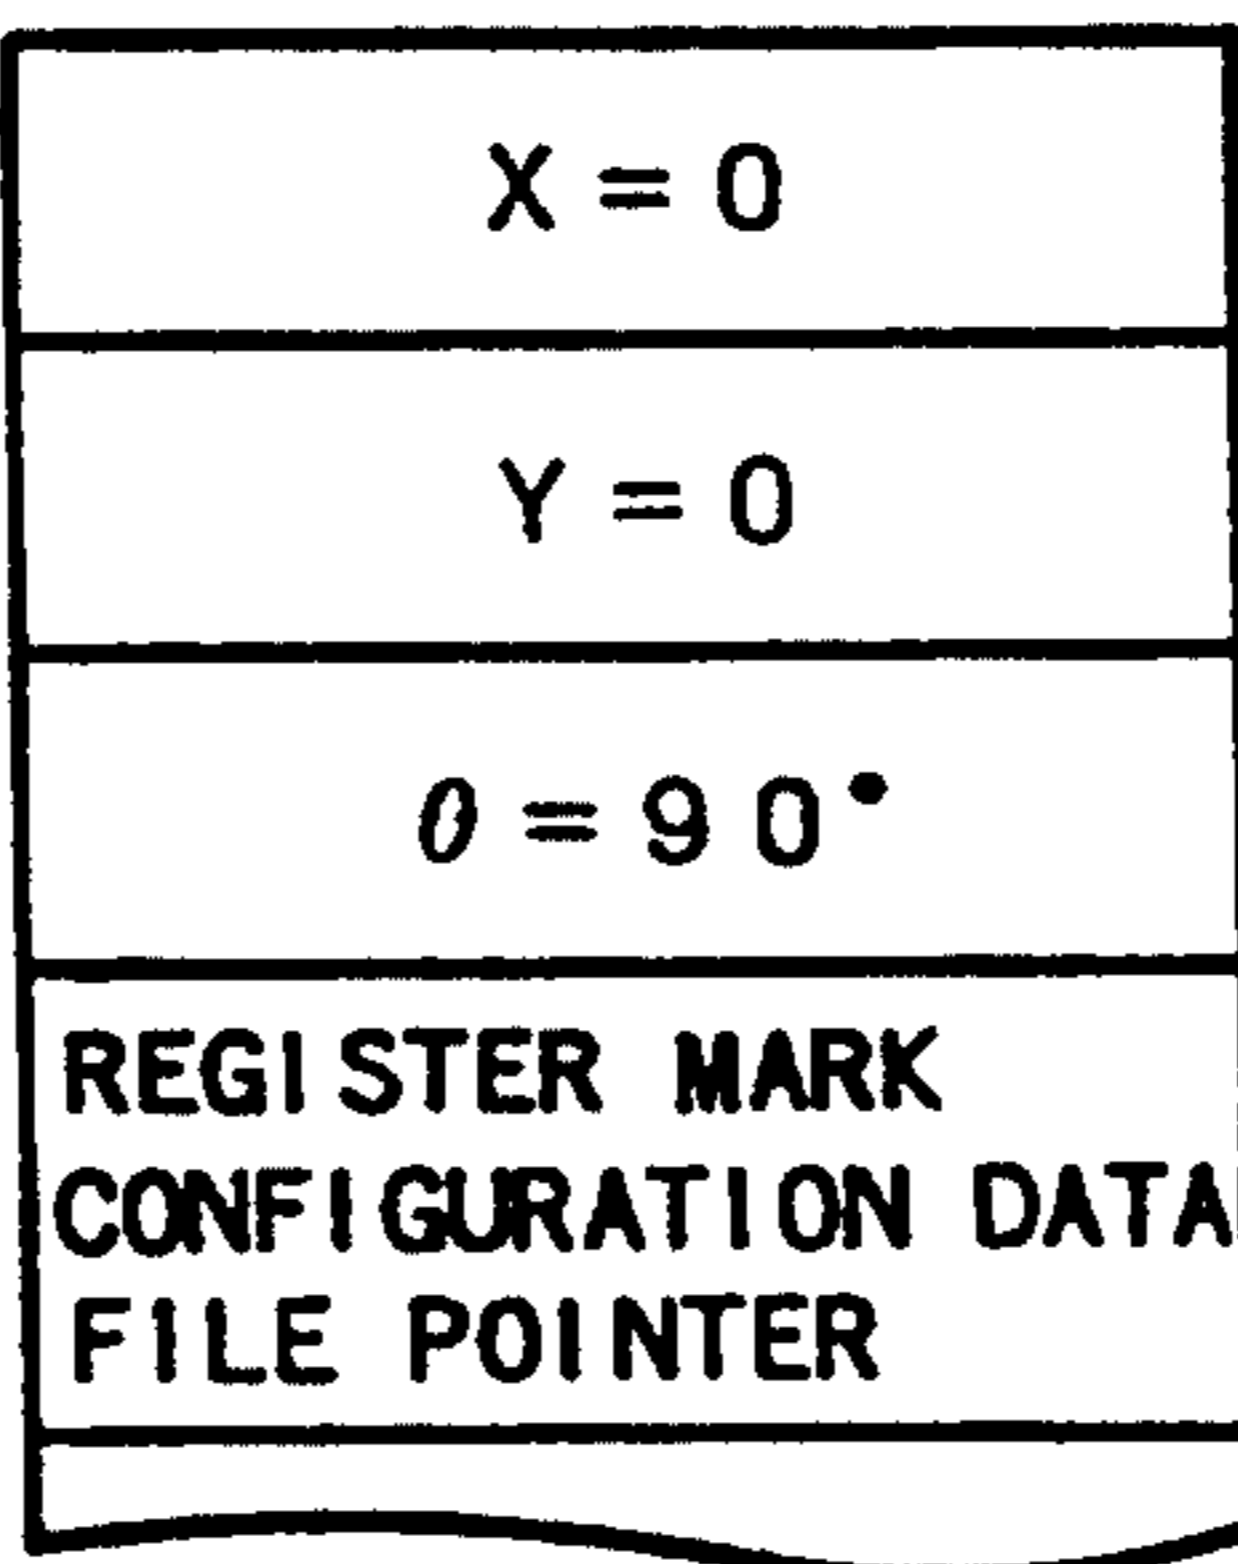 X = 0
Y = 0
θ = 90°
REGISTER MARK
CONFIGURATION DATA
FILE POINTER